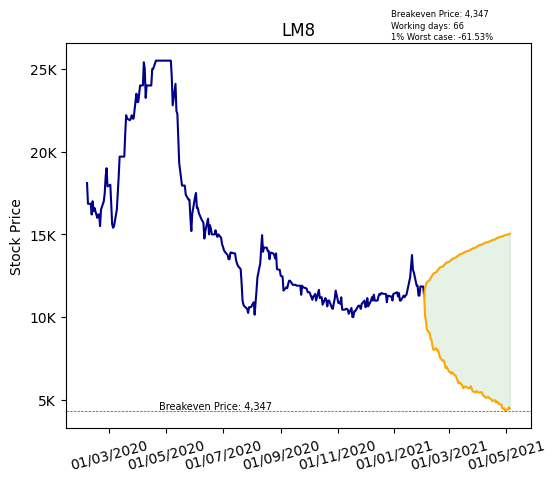 Breakeven Price: 4,347
Working days: 66
1% Worst case: -61.53%
LM8
Stock Price
25K
20K
15K
10K
5K
Breakeven Price: 4,347
01/03/2020
01/05/2020
01/07/2020
01/09/2020
01/11/2020
01/01/2021
01/03/2021
01/05/2021